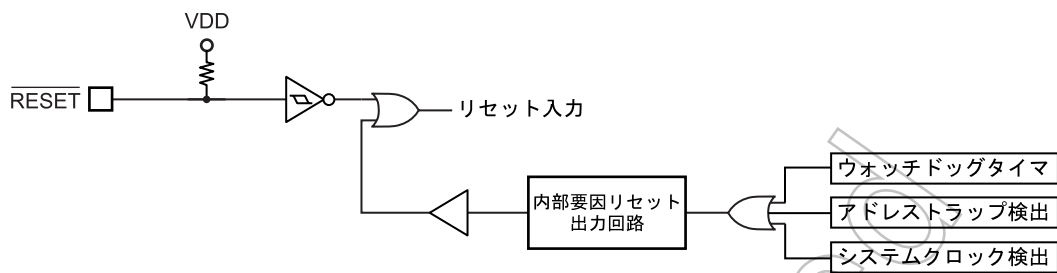 VDD
RESET
リセット入力
ウォッチドッグタイマ
内部要因リセット
出力回路
アドレストラップ検出
システムクロック検出